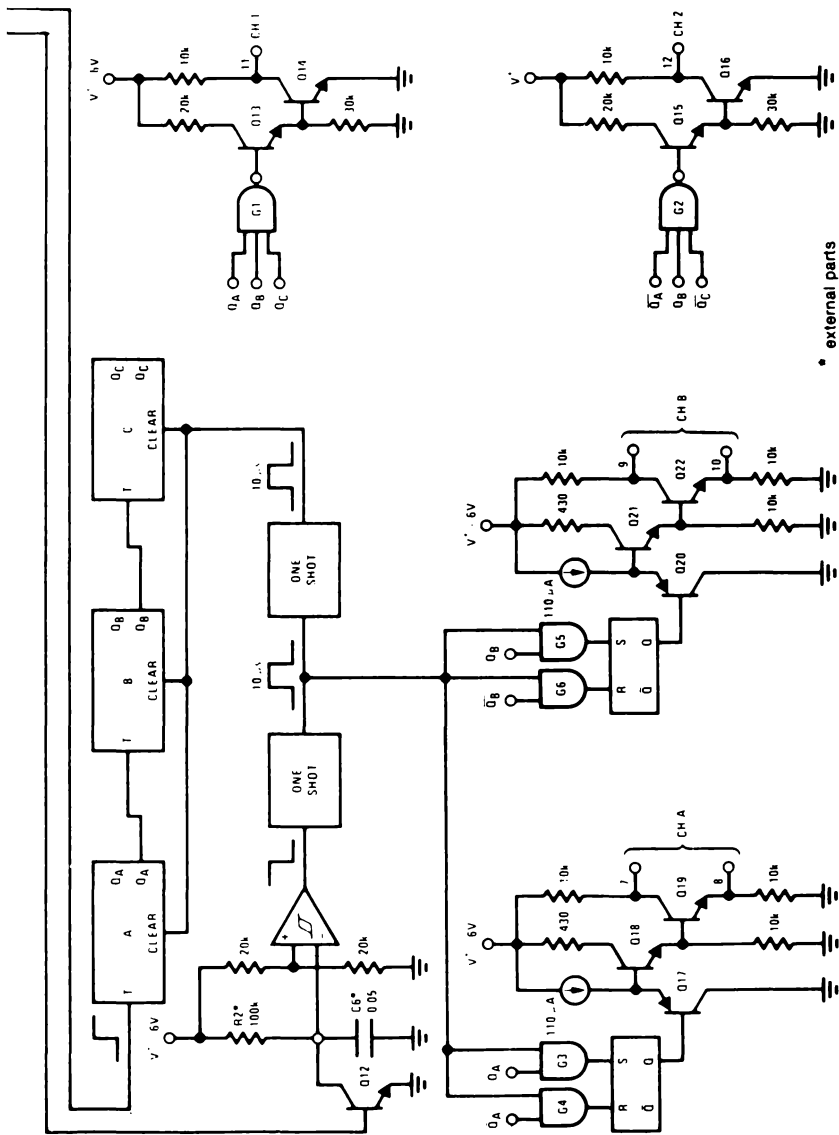 T
A
CLEAR
QA
QA
T
B
CLEAR
QB
QB
T
C
CLEAR
QC
QC
V+ 6V
R2*
100k
20k
20k
C6*
0.05
Q12
+
-
ONE
SHOT
ONE
SHOT
V+ 6V
20k
10k
11
CH 1
Q13
Q14
30k
G1
QA
QB
QC
V+
20k
10k
12
CH 2
Q15
Q16
30k
G2
Q̅A
QB
Q̅C
QA
Q̅A
G3
G4
S
R
Q
Q̅
V+ 6V
430
10k
Q17
Q18
Q19
7
8
CH A
10k
10k
QB
Q̅B
G5
G6
S
R
Q
Q̅
V+ 6V
110 µA
430
10k
Q20
Q21
Q22
9
10
CH B
10k
10k
* external parts